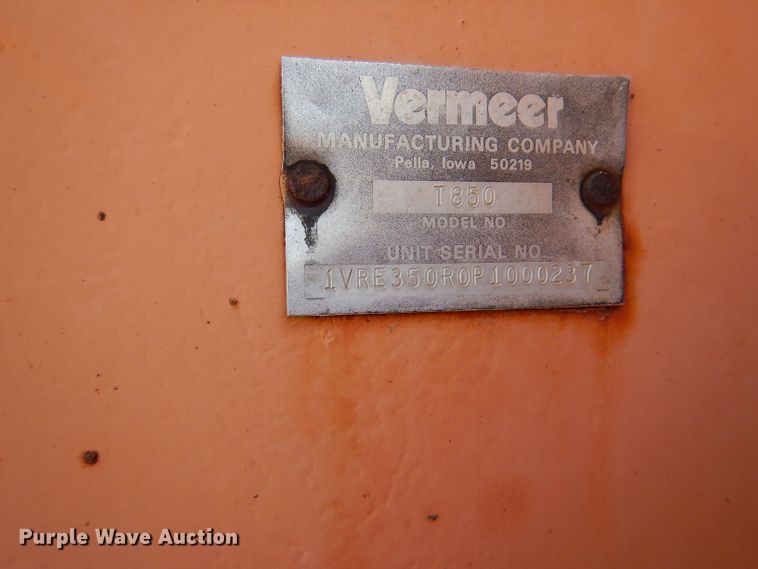 Vermeer
MANUFACTURING COMPANY
Pella, Iowa 50219
T850
MODEL NO.
UNIT SERIAL NO.
1VRE350R0P1000237
Purple Wave Auction